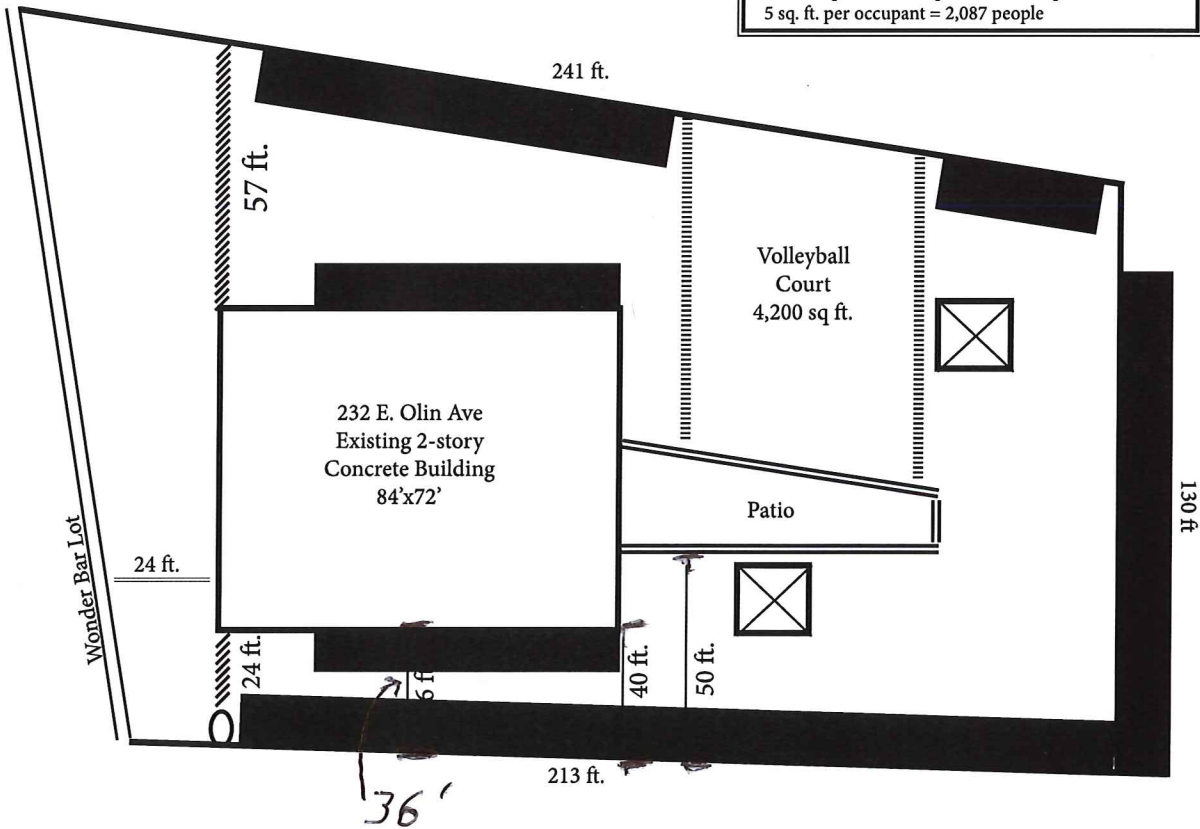 5 sq. ft. per occupant = 2,087 people
241 ft.
57 ft.
Volleyball
Court
4,200 sq ft.
232 E. Olin Ave
Existing 2-story
Concrete Building
84'x72'
Patio
130 ft
Wonder Bar Lot
24 ft.
24 ft.
40 ft.
50 ft.
213 ft.
36'